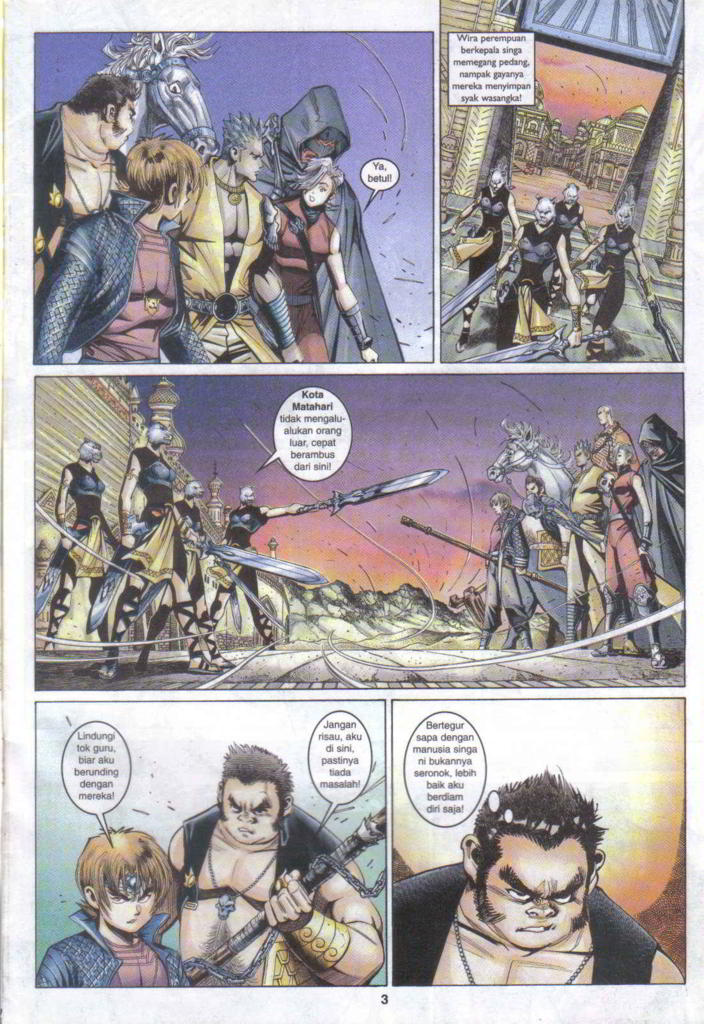 Ya,
betul!
Wira perempuan
berkepala singa
memegang pedang,
nampak gayanya
mereka menyimpan
syak wasangka!
Kota
Matahari
tidak mengalu-
alukan orang
luar, cepat
berambus
dari sini!
Lindungi
tok guru,
biar aku
berunding
dengan
mereka!
Jangan
risau, aku
di sini,
pastinya
tiada
masalah!
Bertegur
sapa dengan
manusia singa
ni bukannya
seronok, lebih
baik aku
berdiam
diri saja!
3